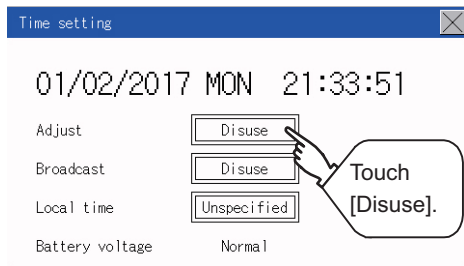 Time setting
01/02/2017 MON 21:33:51
Adjust Disuse
Broadcast Disuse
Touch
[Disuse].
Local time Unspecified
Battery voltage Normal